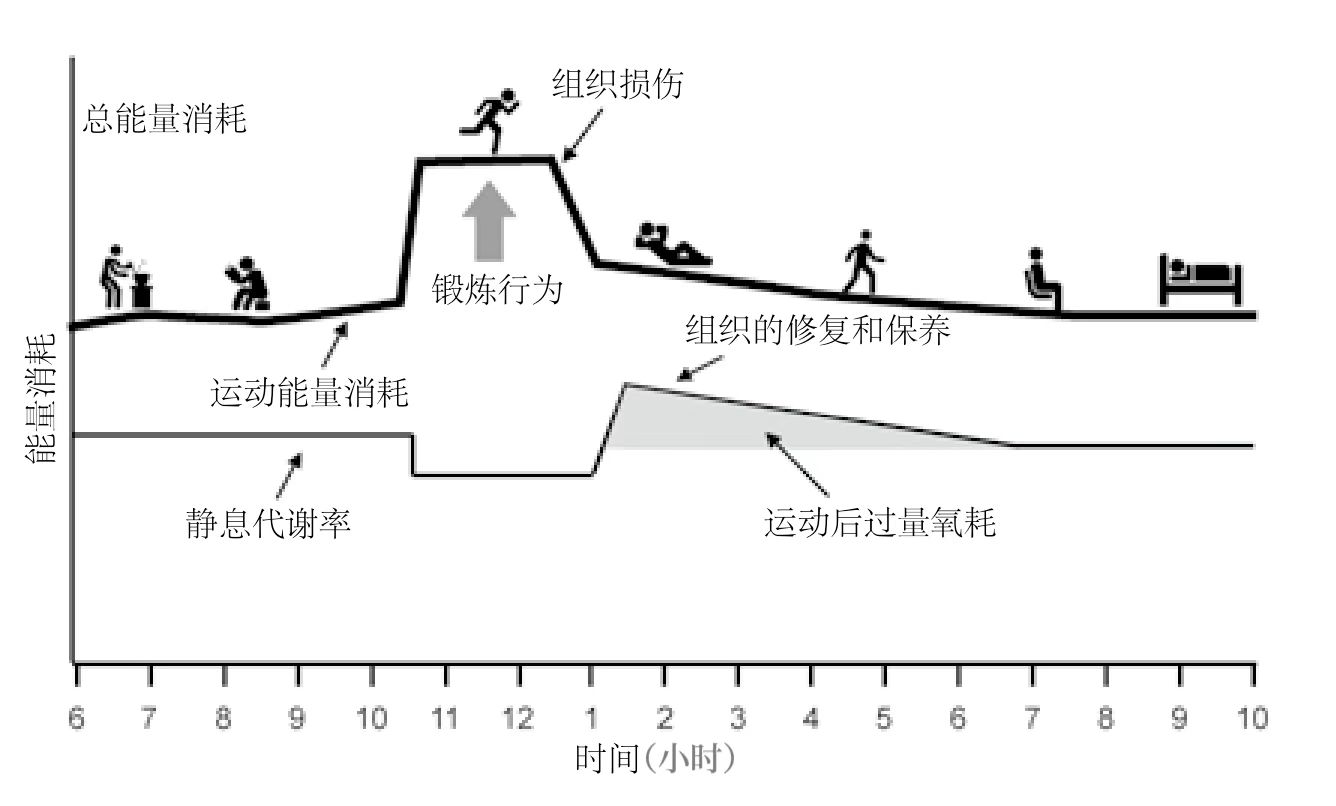 组织损伤
总能量消耗
锻炼行为
组织的修复和保养
运动能量消耗
能量消耗
静息代谢率
运动后过量氧耗
6 7 8 9 10 11 12 1 2 3 4 5 6 7 8 9 10
时间(小时)